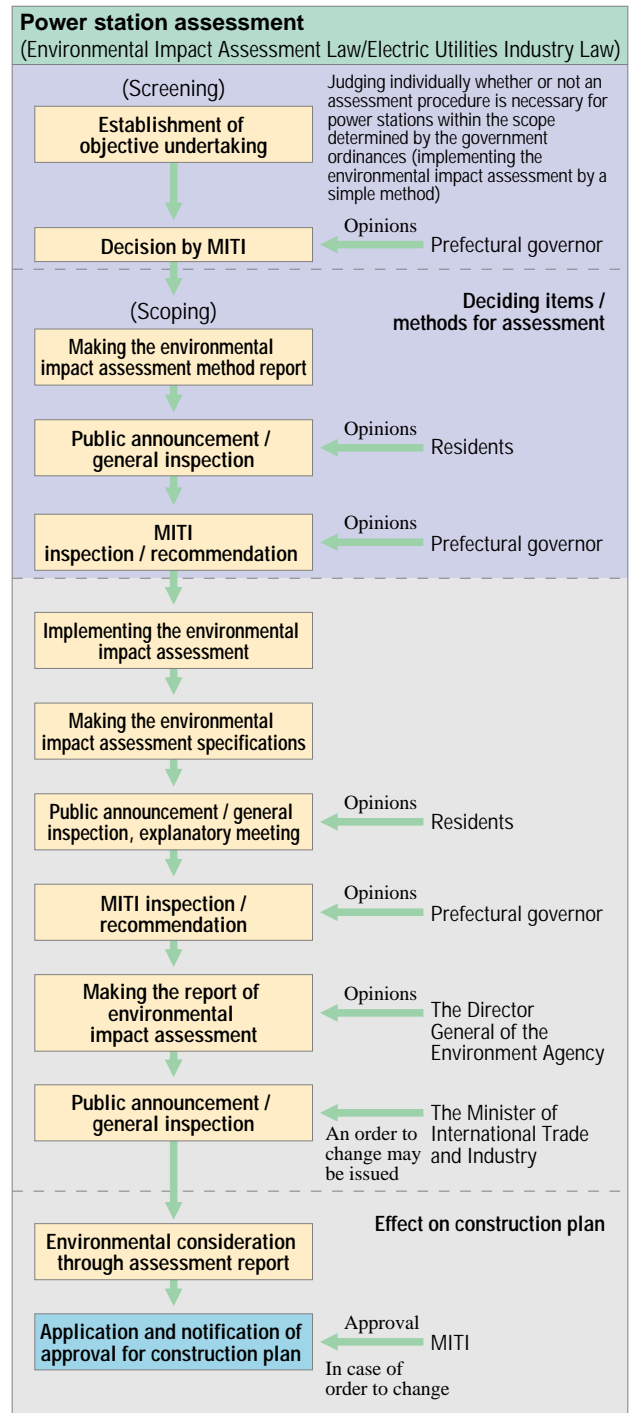 Power station assessment
(Environmental Impact Assessment Law/Electric Utilities Industry Law)
(Screening)
Establishment of
objective undertaking
Judging individually whether or not an
assessment procedure is necessary for
power stations within the scope
determined by the government
ordinances (implementing the
environmental impact assessment by a
simple method)
Decision by MITI
Opinions
Prefectural governor
(Scoping)
Deciding items /
methods for assessment
Making the environmental
impact assessment method report
Public announcement /
general inspection
Opinions
Residents
MITI
inspection / recommendation
Opinions
Prefectural governor
Implementing the environmental
impact assessment
Making the environmental
impact assessment specifications
Public announcement / general
inspection, explanatory meeting
Opinions
Residents
MITI inspection /
recommendation
Opinions
Prefectural governor
Making the report of
environmental
impact assessment
Opinions
The Director
General of the
Environment Agency
Public announcement /
general inspection
An order to
change may
be issued
The Minister of
International Trade
and Industry
Effect on construction plan
Environmental consideration
through assessment report
Application and notification of
approval for construction plan
Approval
MITI
In case of
order to change